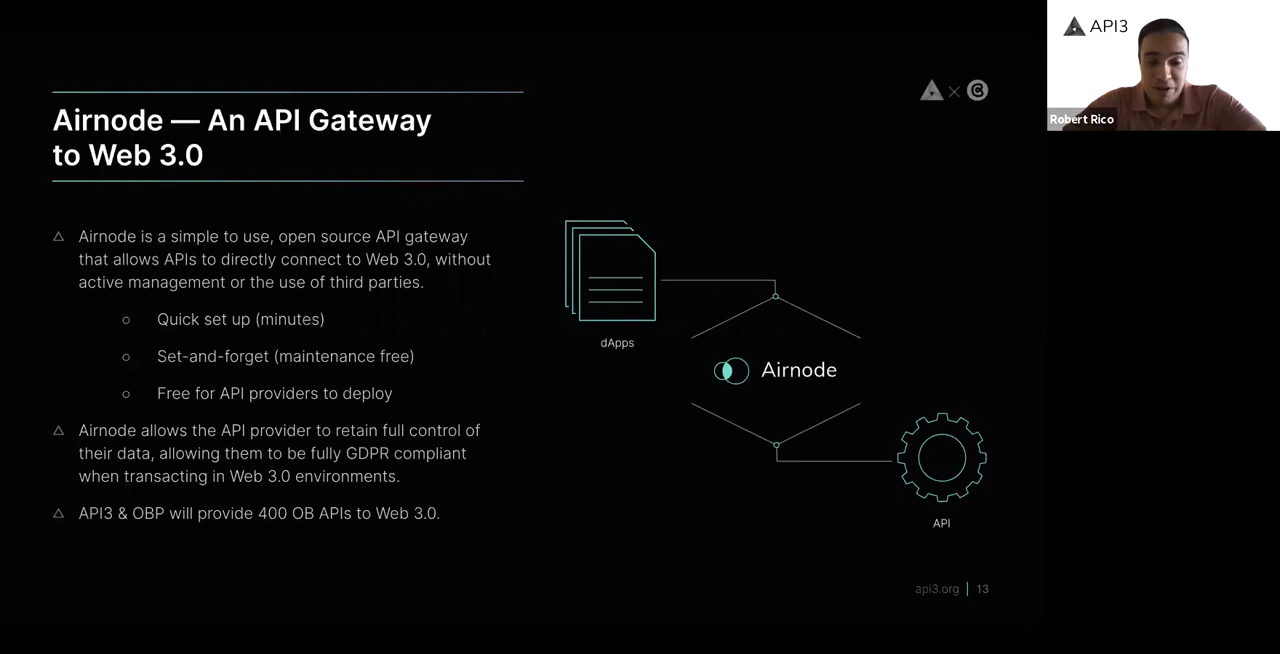 Airnode — An API Gateway
to Web 3.0
Airnode is a simple to use, open source API gateway
that allows APIs to directly connect to Web 3.0, without
active management or the use of third parties.
Quick set up (minutes)
Set-and-forget (maintenance free)
Free for API providers to deploy
Airnode allows the API provider to retain full control of
their data, allowing them to be fully GDPR compliant
when transacting in Web 3.0 environments.
API3 & OBP will provide 400 OB APIs to Web 3.0.
dApps
Airnode
API
api3.org | 13
API3
Robert Rico